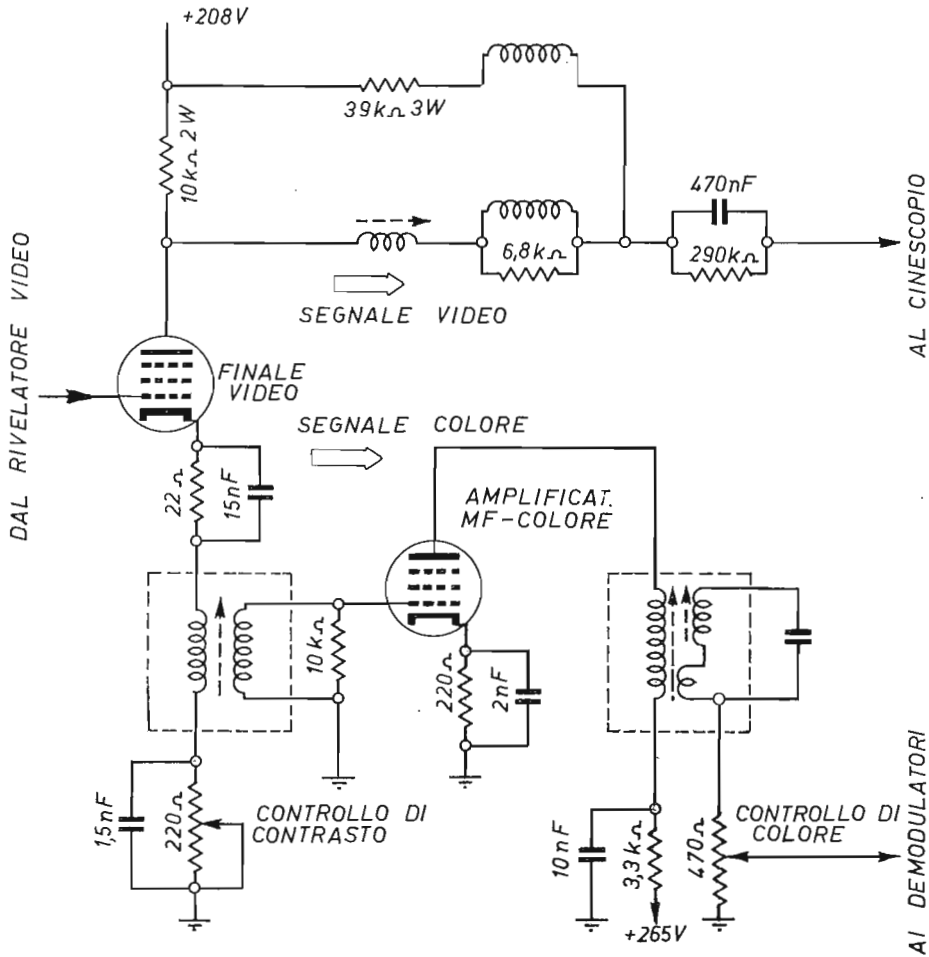 +208V
39kΩ 3W
10kΩ 2W
470nF
6,8kΩ
290kΩ
SEGNALE VIDEO
AL CINESCOPIO
DAL RIVELATORE VIDEO
FINALE
VIDEO
SEGNALE COLORE
22Ω
15nF
AMPLIFICAT.
MF-COLORE
10kΩ
220Ω
2nF
1,5nF
220Ω
CONTROLLO DI
CONTRASTO
10nF
3,3kΩ
470Ω
CONTROLLO DI
COLORE
+265V
AI DEMODULATORI